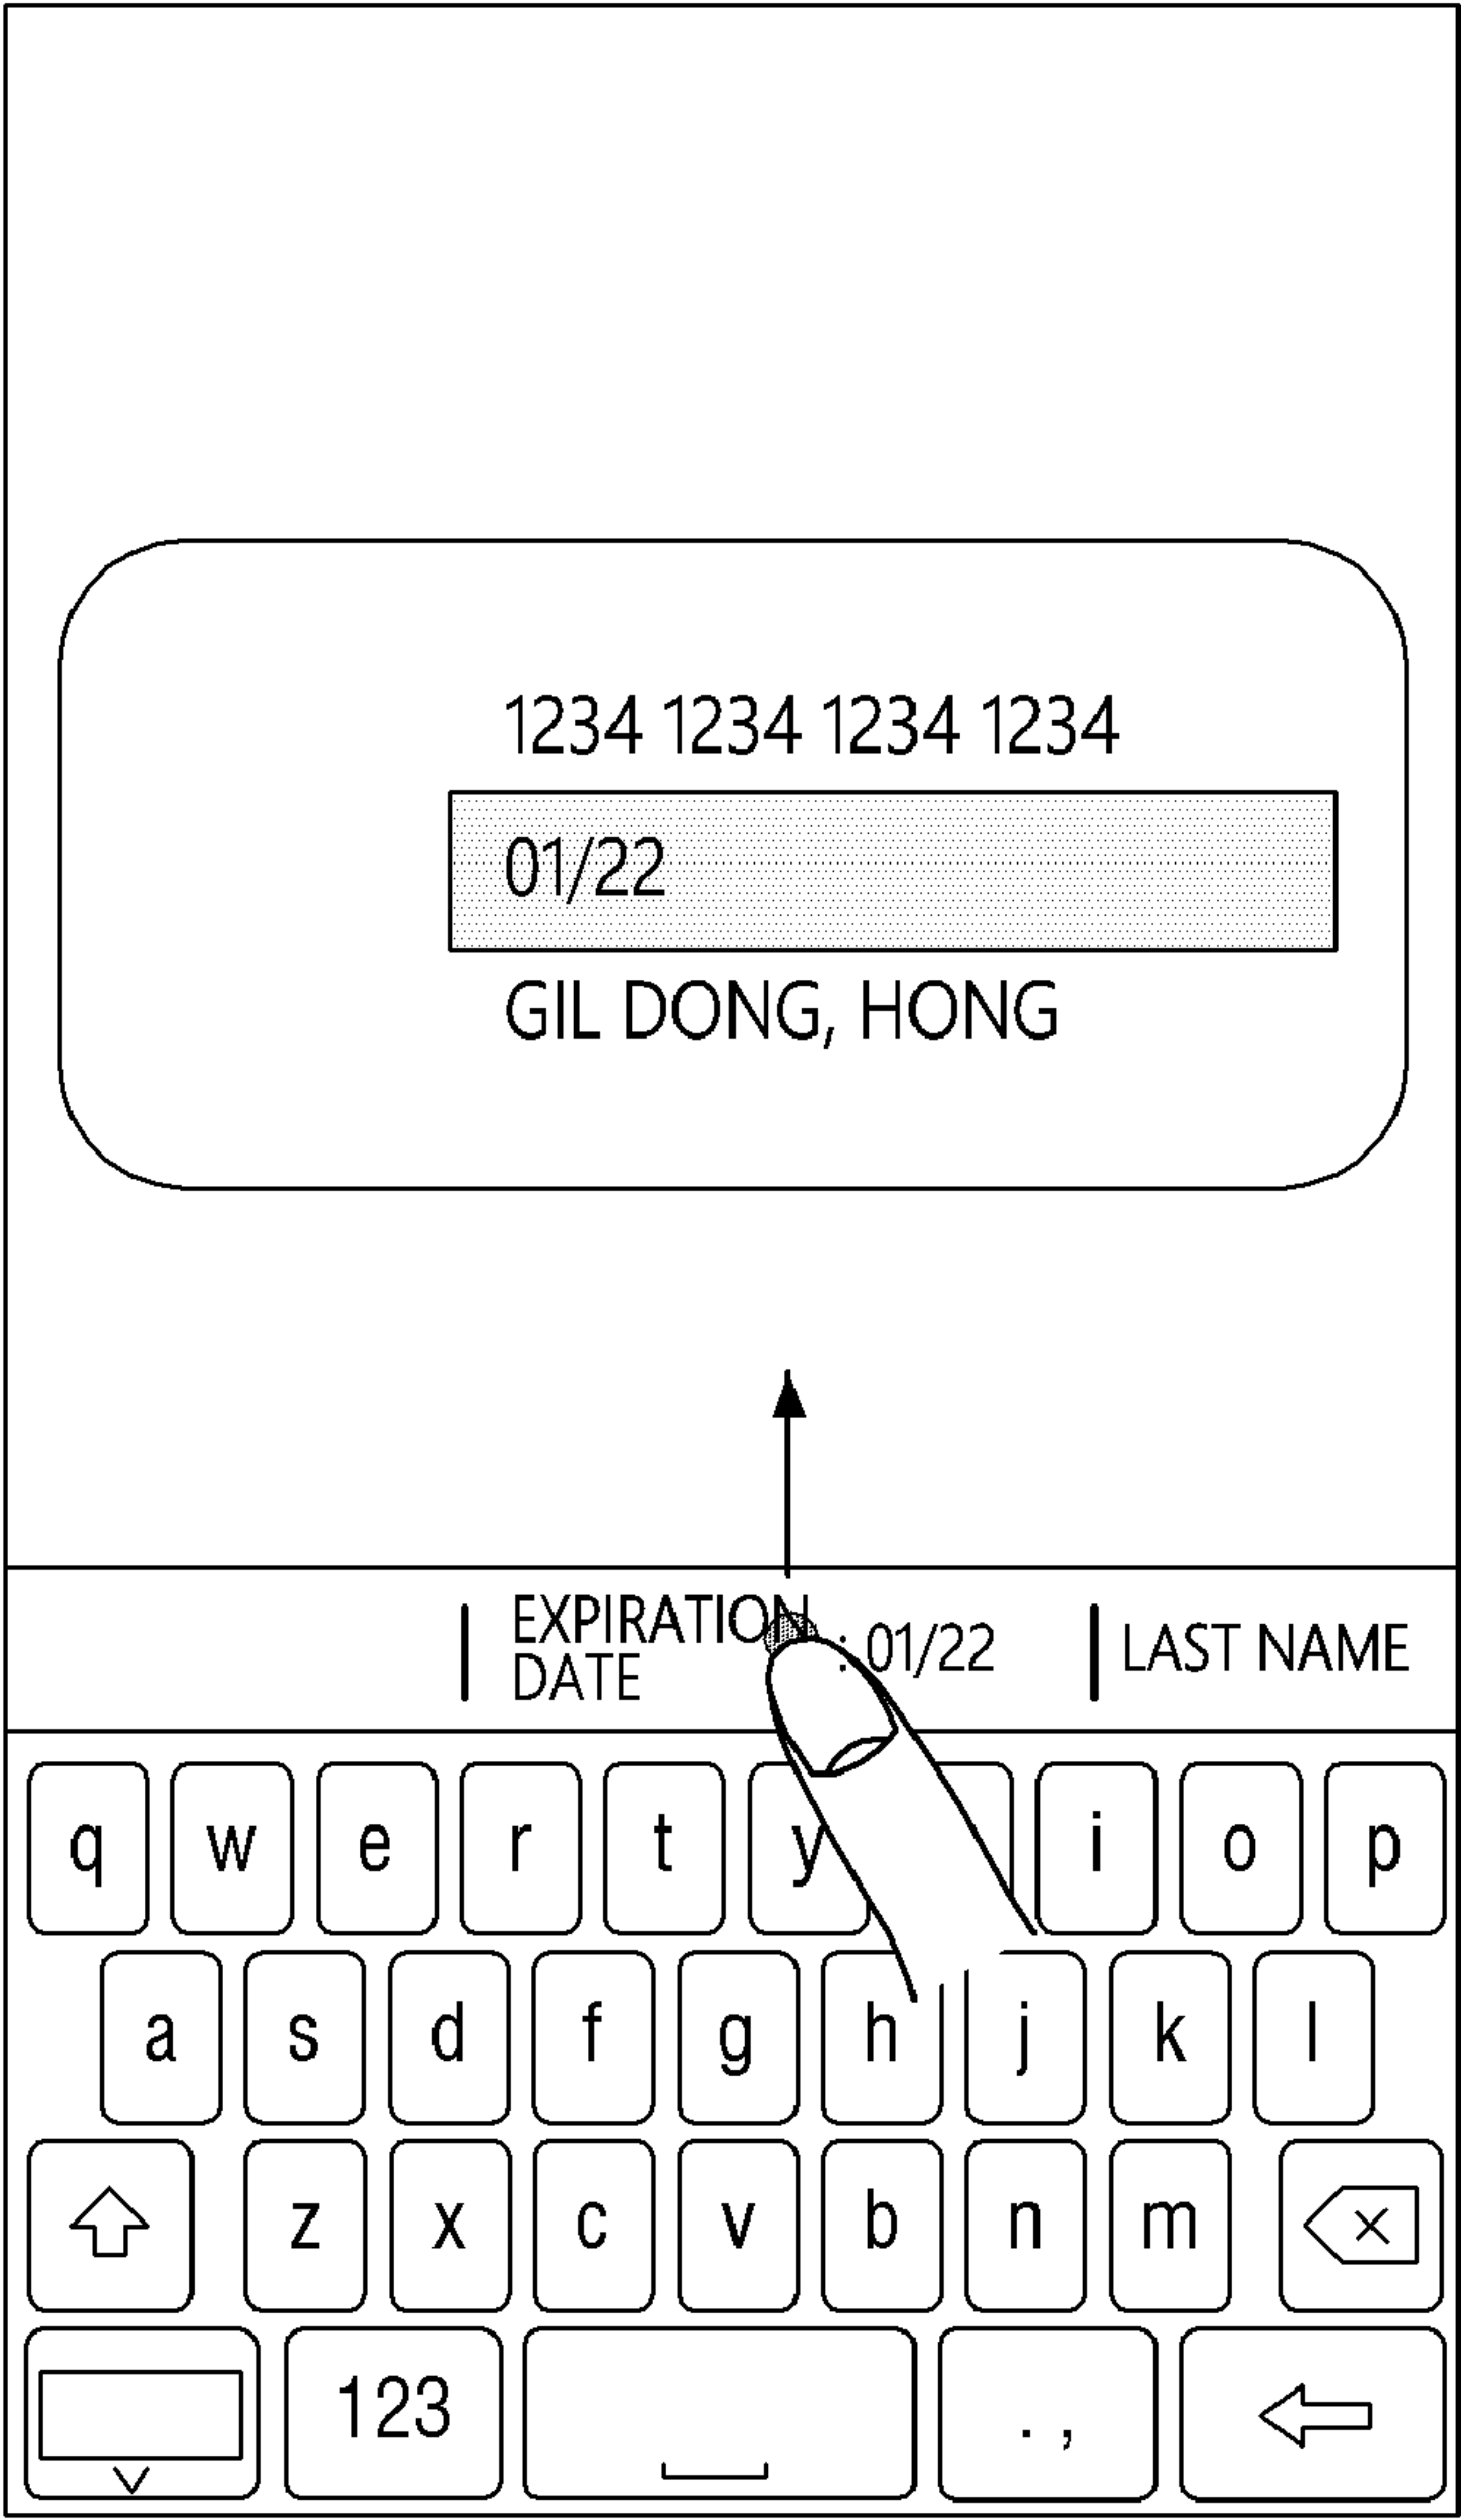 1234 1234 1234 1234
01/22
GIL DONG, HONG
EXPIRATION
DATE
: 01/22
LAST NAME
q w e r t y i o p
a s d f g h j k l
z x c v b n m
123 . ,